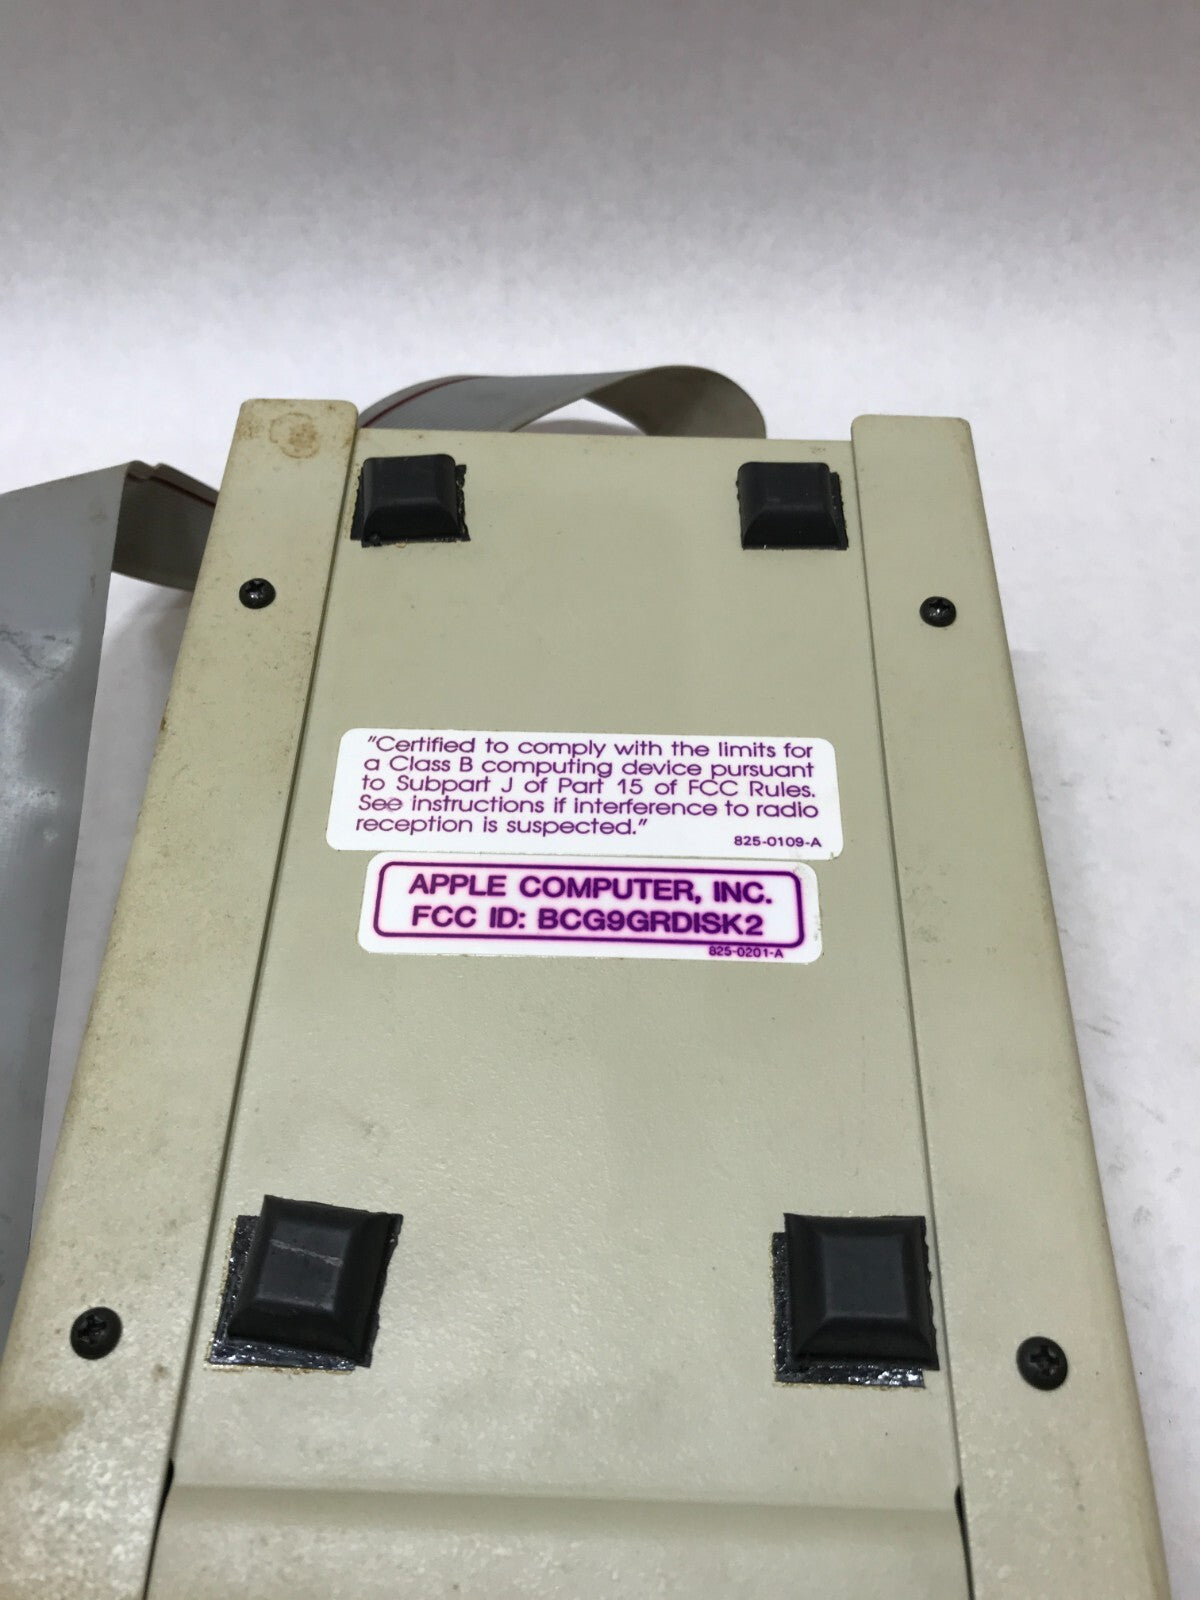 "Certified to comply with the limits for
a Class B computing device pursuant
to Subpart J of Part 15 of FCC Rules.
See instructions if interference to radio
reception is suspected."
825-0109-A
APPLE COMPUTER, INC.
FCC ID: BCG9GRDISK2
825-0201-A